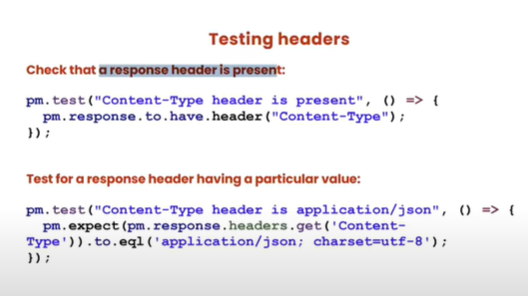 Testing headers
Check that a response header is present:
pm.test("Content-Type header is present", () => {
  pm.response.to.have.header("Content-Type");
});
Test for a response header having a particular value:
pm.test("Content-Type header is application/json", () => {
  pm.expect(pm.response.headers.get('Content-
Type')).to.eql('application/json; charset=utf-8');
});